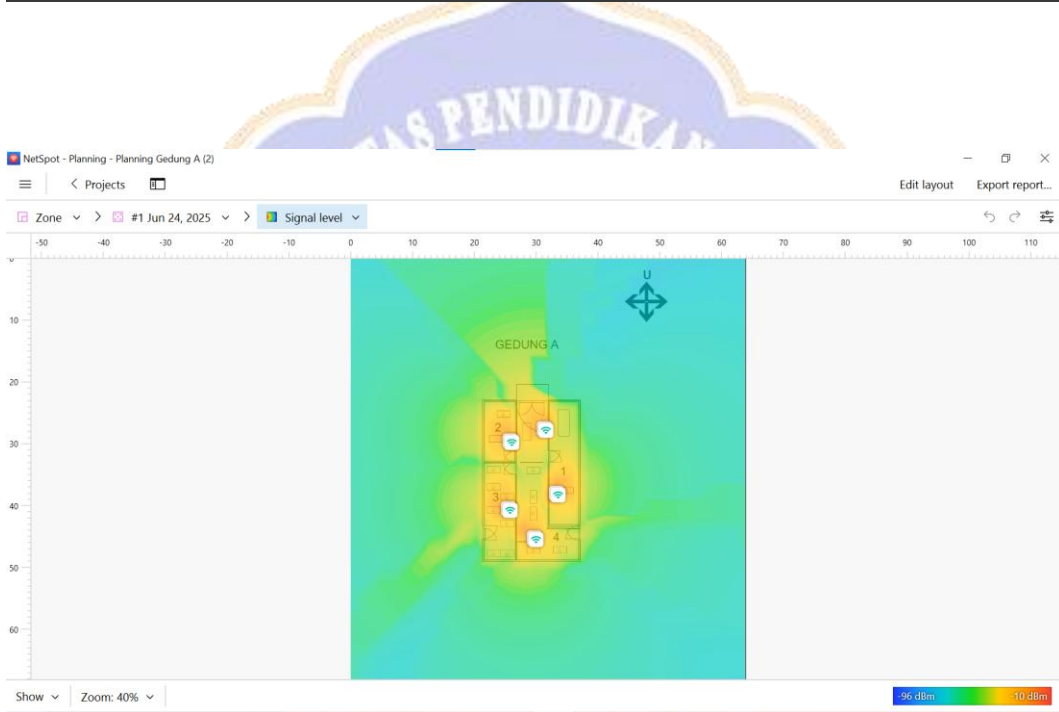 TAS PENDIDIKAN
NetSpot - Planning - Planning Gedung A (2)
Projects
Edit layout Export report...
Zone #1 Jun 24, 2025 Signal level
-50 -40 -30 -20 -10 0 10 20 30 40 50 60 70 80 90 100 110
U
10
GEDUNG A
20
2
30
1
3
40
4
50
60
Show Zoom: 40%
-96 dBm -10 dBm